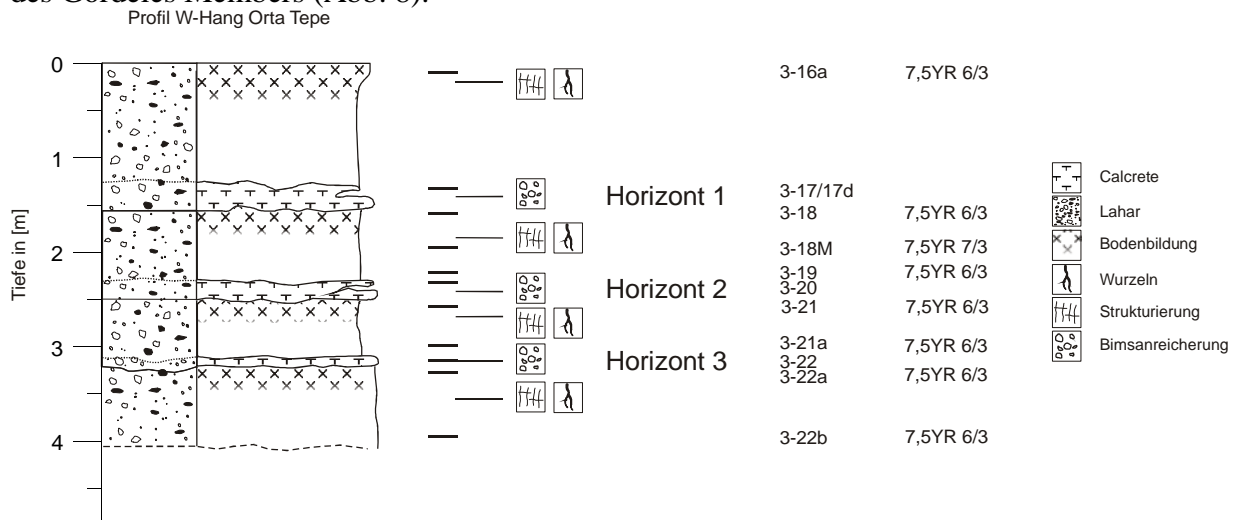 des Gördeles Members (Abb. 8).
Profil W-Hang Orta Tepe
Tiefe in [m]
0
1
2
3
4
Horizont 1
Horizont 2
Horizont 3
3-16a 7,5YR 6/3
3-17/17d
3-18 7,5YR 6/3
3-18M 7,5YR 7/3
3-19 7,5YR 6/3
3-20
3-21 7,5YR 6/3
3-21a 7,5YR 6/3
3-22
3-22a 7,5YR 6/3
3-22b 7,5YR 6/3
Calcrete
Lahar
Bodenbildung
Wurzeln
Strukturierung
Bimsanreicherung